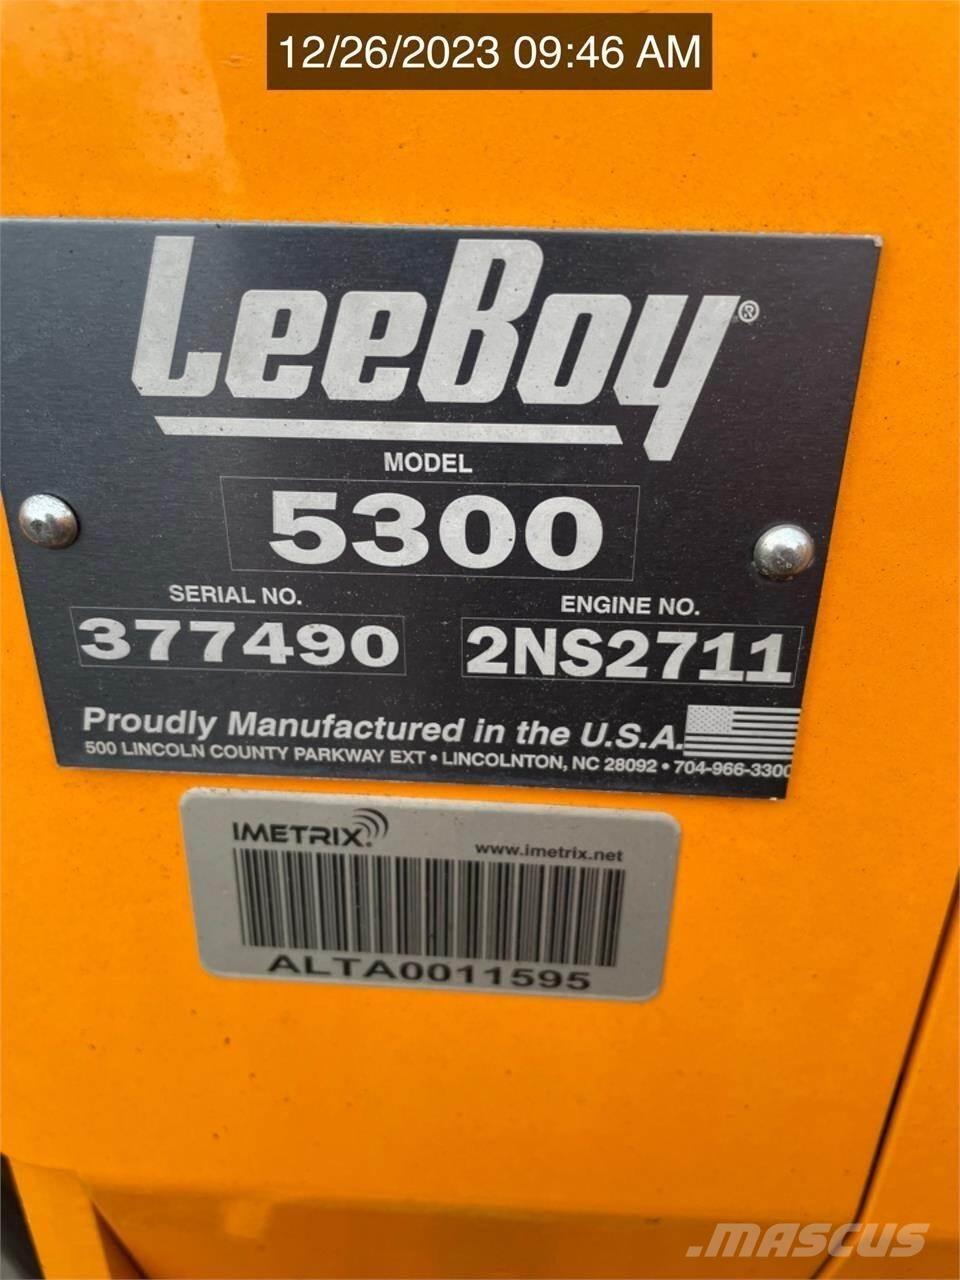 12/26/2023 09:46 AM
LeeBoy®
MODEL
5300
SERIAL NO. ENGINE NO.
377490 2NS2711
Proudly Manufactured in the U.S.A.
500 LINCOLN COUNTY PARKWAY EXT • LINCOLNTON, NC 28092 • 704-966-3300
IMETRIX®
www.imetrix.net
ALTA0011595
MASCUS